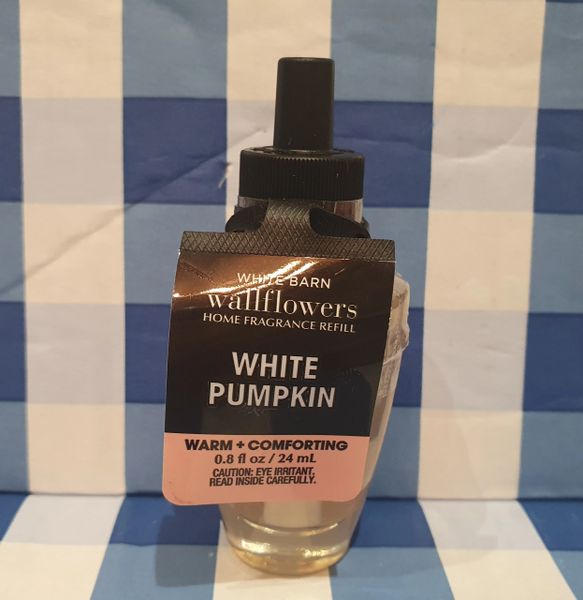 WHITE BARN
wallflowers
HOME FRAGRANCE REFILL
WHITE
PUMPKIN
WARM + COMFORTING
0.8 fl oz / 24 mL
CAUTION: EYE IRRITANT,
READ INSIDE CAREFULLY.